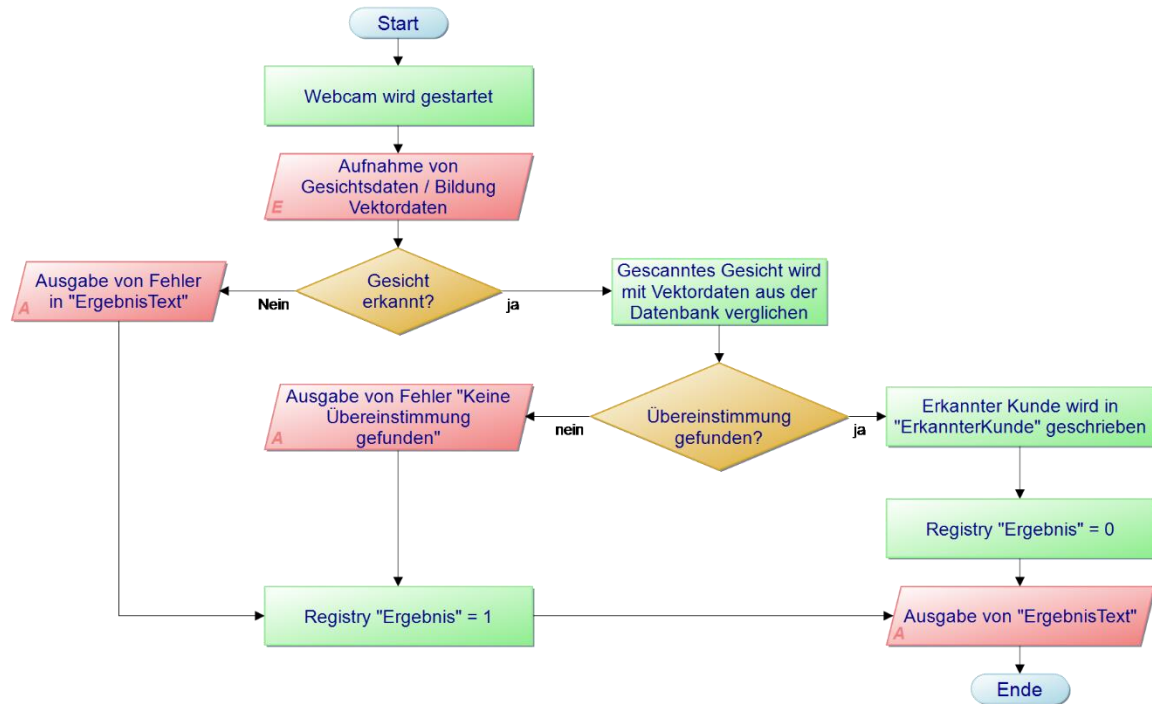 Start
Webcam wird gestartet
Aufnahme von
Gesichtsdaten / Bildung
Vektordaten
E
Gesicht
erkannt?
Nein
ja
Ausgabe von Fehler
in "ErgebnisText"
A
Gescanntes Gesicht wird
mit Vektordaten aus der
Datenbank verglichen
Übereinstimmung
gefunden?
nein
ja
Ausgabe von Fehler "Keine
Übereinstimmung
gefunden"
A
Erkannter Kunde wird in
"ErkannterKunde" geschrieben
Registry "Ergebnis" = 0
Registry "Ergebnis" = 1
Ausgabe von "ErgebnisText"
A
Ende